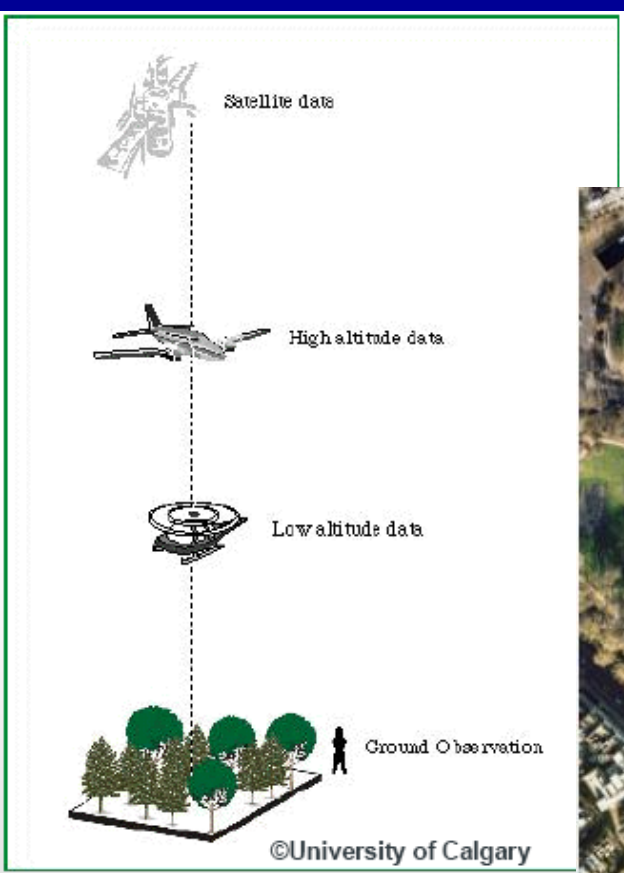 Satellite data
High altitude data
Low altitude data
Ground Observation
©University of Calgary